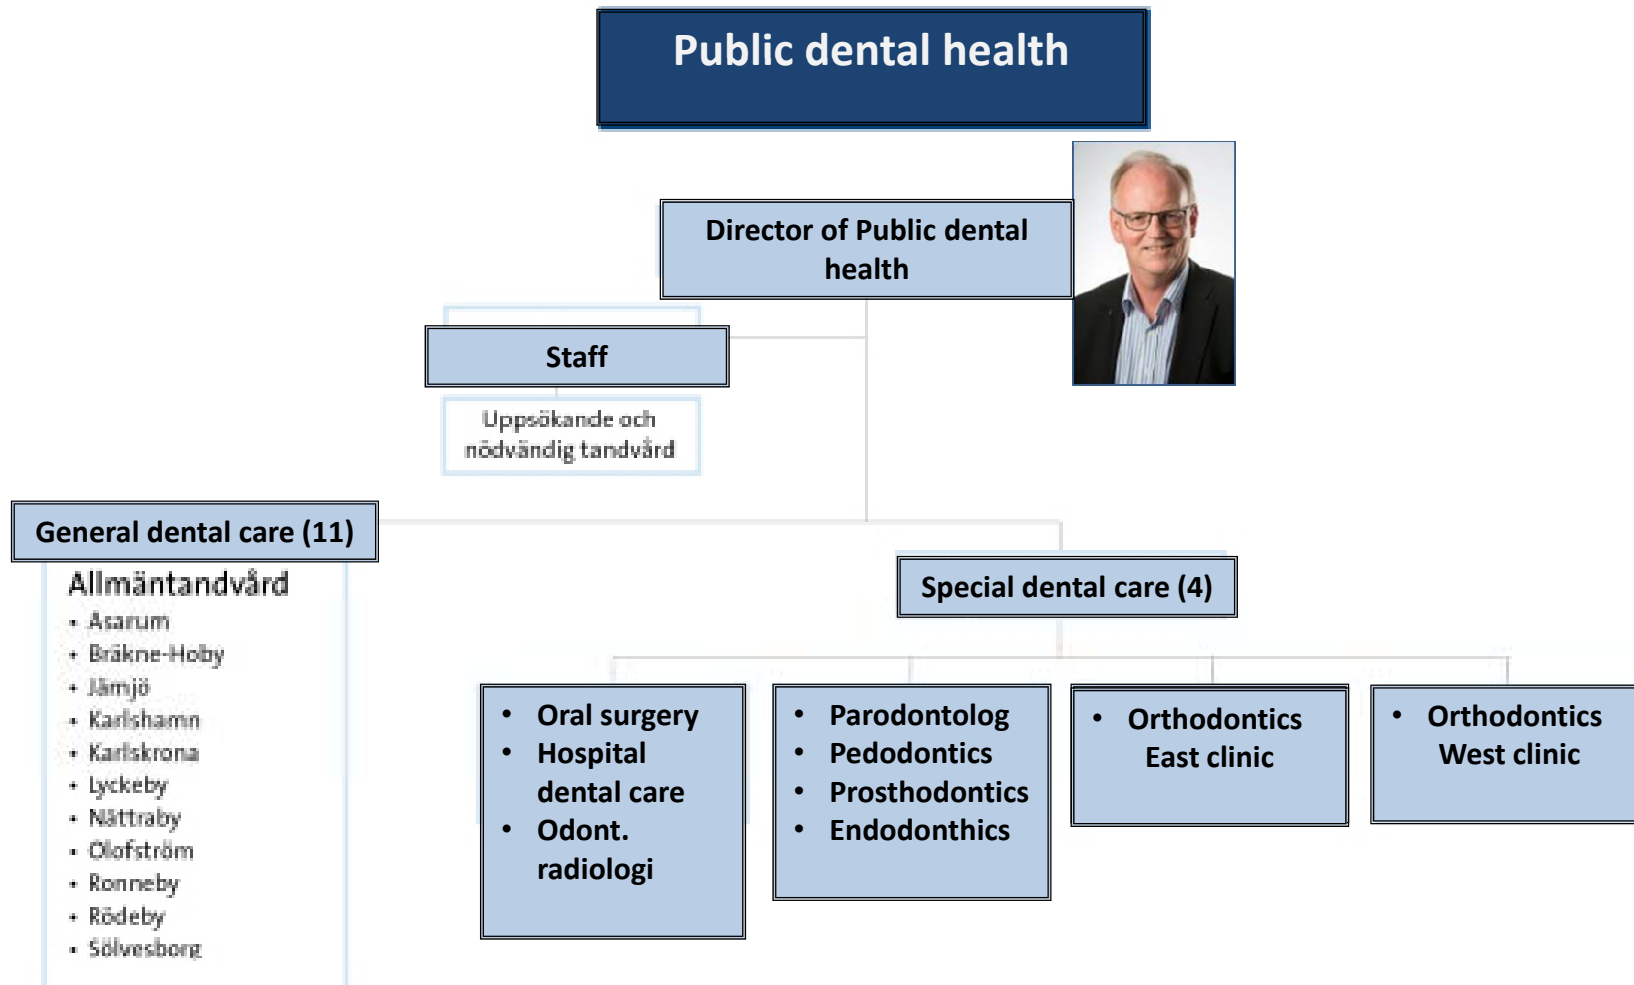 Public dental health
Director of Public dental
health
Staff
Uppsökande och
nödvändig tandvård
General dental care (11)
Allmäntandvård
• Asarum
• Bräkne-Hoby
• Jämjö
• Karlshamn
• Karlskrona
• Lyckeby
• Nättraby
• Olofström
• Ronneby
• Rödeby
• Sölvesborg
Special dental care (4)
• Oral surgery
• Hospital
dental care
• Odont.
radiologi
• Parodontolog
• Pedodontics
• Prosthodontics
• Endodonthics
• Orthodontics
East clinic
• Orthodontics
West clinic